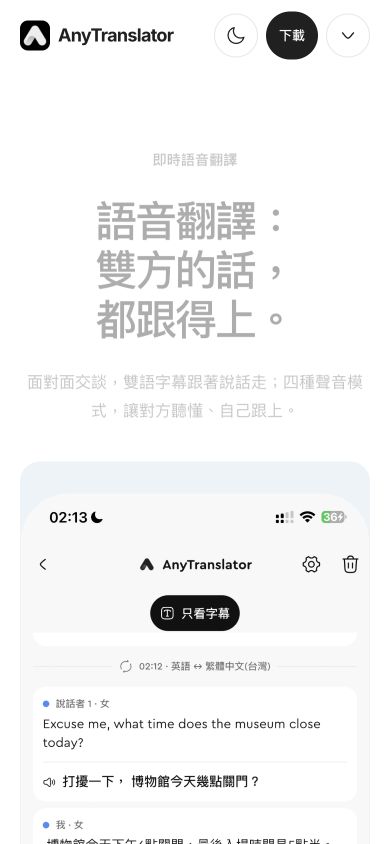 AnyTranslator
下載
即時語音翻譯
語音翻譯：
雙方的話，
都跟得上。
面對面交談，雙語字幕跟著說話走；四種聲音模
式，讓對方聽懂、自己跟上。
02:13
36
AnyTranslator
只看字幕
02:12 · 英語 ↔ 繁體中文(台灣)
說話者 1 · 女
Excuse me, what time does the museum close
today?
打擾一下， 博物館今天幾點關門？
我 · 女